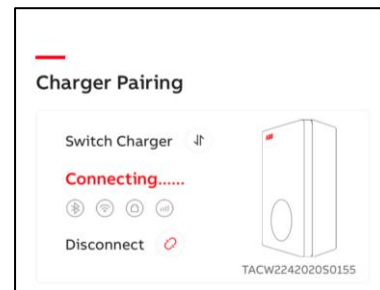 Charger Pairing
Switch Charger
Connecting......
Disconnect
TACW2242020S0155